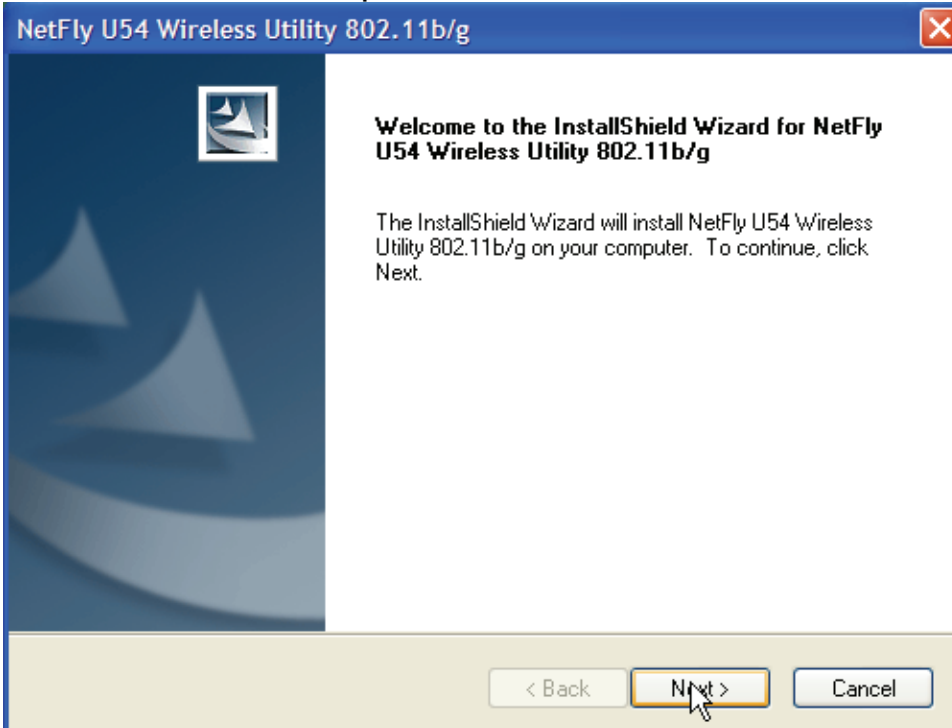 NetFly U54 Wireless Utility 802.11b/g
Welcome to the InstallShield Wizard for NetFly
U54 Wireless Utility 802.11b/g
The InstallShield Wizard will install NetFly U54 Wireless
Utility 802.11b/g on your computer.  To continue, click
Next.
< Back
Next >
Cancel